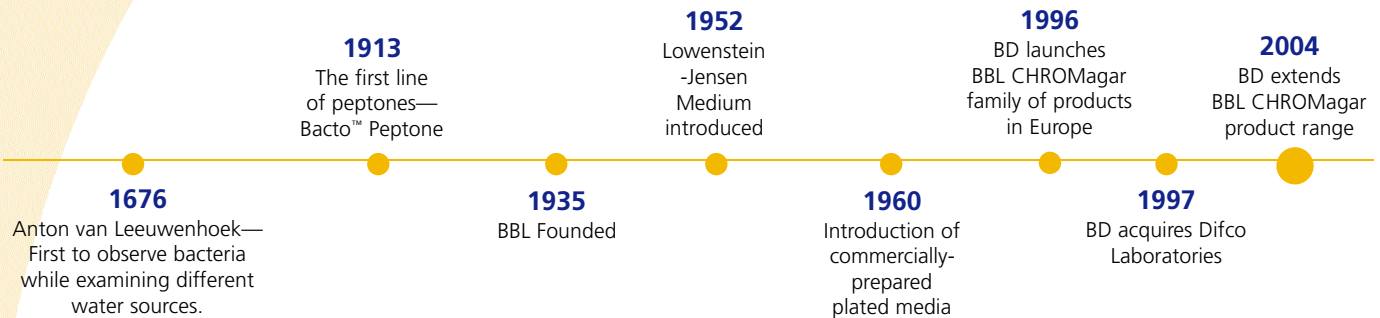 1676
Anton van Leeuwenhoek—
First to observe bacteria
while examining different
water sources.
1913
The first line
of peptones—
Bacto™ Peptone
1935
BBL Founded
1952
Lowenstein
-Jensen
Medium
introduced
1960
Introduction of
commercially-
prepared
plated media
1996
BD launches
BBL CHROMagar
family of products
in Europe
1997
BD acquires Difco
Laboratories
2004
BD extends
BBL CHROMagar
product range